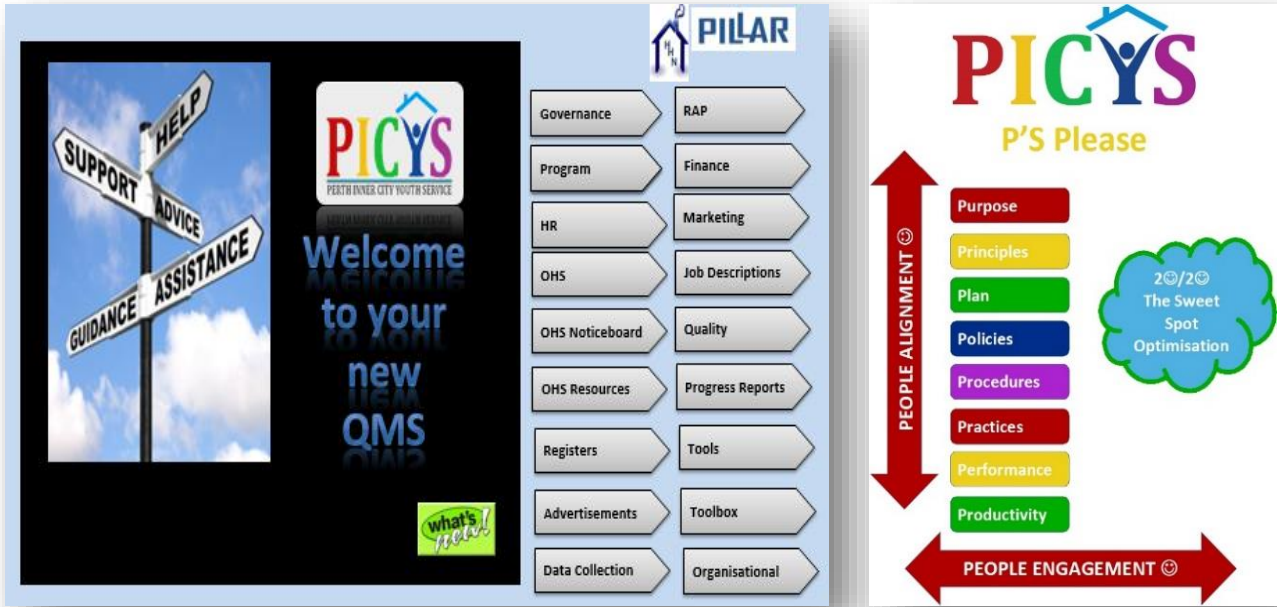 HELP
SUPPORT
ADVICE
ASSISTANCE
GUIDANCE
PICYS
PERTH INNER CITY YOUTH SERVICE
Welcome
to your
new
QMS
what's
new!
HHN
PILLAR
Governance
RAP
Program
Finance
HR
Marketing
OHS
Job Descriptions
OHS Noticeboard
Quality
OHS Resources
Progress Reports
Registers
Tools
Advertisements
Toolbox
Data Collection
Organisational
PICYS
P'S Please
PEOPLE ALIGNMENT ☺
Purpose
Principles
Plan
Policies
Procedures
Practices
Performance
Productivity
2☺/2☺
The Sweet
Spot
Optimisation
PEOPLE ENGAGEMENT ☺